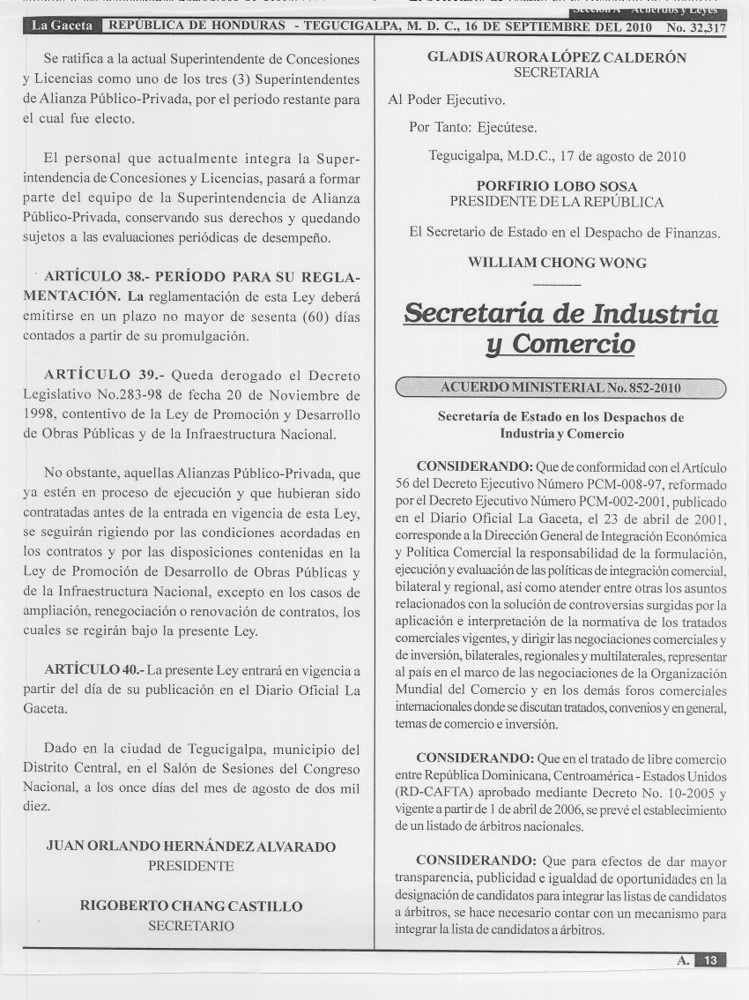 Sección A Acuerdos y Leyes
La Gaceta REPÚBLICA DE HONDURAS - TEGUCIGALPA, M. D. C., 16 DE SEPTIEMBRE DEL 2010 No. 32,317
Se ratifica a la actual Superintendente de Concesiones
y Licencias como uno de los tres (3) Superintendentes
de Alianza Público-Privada, por el período restante para
el cual fue electo.
El personal que actualmente integra la Super-
intendencia de Concesiones y Licencias, pasará a formar
parte del equipo de la Superintendencia de Alianza
Público-Privada, conservando sus derechos y quedando
sujetos a las evaluaciones periódicas de desempeño.
ARTÍCULO 38.- PERÍODO PARA SU REGLA-
MENTACIÓN. La reglamentación de esta Ley deberá
emitirse en un plazo no mayor de sesenta (60) días
contados a partir de su promulgación.
ARTÍCULO 39.- Queda derogado el Decreto
Legislativo No.283-98 de fecha 20 de Noviembre de
1998, contentivo de la Ley de Promoción y Desarrollo
de Obras Públicas y de la Infraestructura Nacional.
No obstante, aquellas Alianzas Público-Privada, que
ya estén en proceso de ejecución y que hubieran sido
contratadas antes de la entrada en vigencia de esta Ley,
se seguirán rigiendo por las condiciones acordadas en
los contratos y por las disposiciones contenidas en la
Ley de Promoción de Desarrollo de Obras Públicas y
de la Infraestructura Nacional, excepto en los casos de
ampliación, renegociación o renovación de contratos, los
cuales se regirán bajo la presente Ley.
ARTÍCULO 40.- La presente Ley entrará en vigencia a
partir del día de su publicación en el Diario Oficial La
Gaceta.
Dado en la ciudad de Tegucigalpa, municipio del
Distrito Central, en el Salón de Sesiones del Congreso
Nacional, a los once días del mes de agosto de dos mil
diez.
JUAN ORLANDO HERNÁNDEZ ALVARADO
PRESIDENTE
RIGOBERTO CHANG CASTILLO
SECRETARIO
GLADIS AURORA LÓPEZ CALDERÓN
SECRETARIA
Al Poder Ejecutivo.
Por Tanto: Ejecútese.
Tegucigalpa, M.D.C., 17 de agosto de 2010
PORFIRIO LOBO SOSA
PRESIDENTE DE LA REPÚBLICA
El Secretario de Estado en el Despacho de Finanzas.
WILLIAM CHONG WONG
Secretaría de Industria
y Comercio
ACUERDO MINISTERIAL No. 852-2010
Secretaría de Estado en los Despachos de
Industria y Comercio
CONSIDERANDO: Que de conformidad con el Artículo
56 del Decreto Ejecutivo Número PCM-008-97, reformado
por el Decreto Ejecutivo Número PCM-002-2001, publicado
en el Diario Oficial La Gaceta, el 23 de abril de 2001,
corresponde a la Dirección General de Integración Económica
y Política Comercial la responsabilidad de la formulación,
ejecución y evaluación de las políticas de integración comercial,
bilateral y regional, así como atender entre otras los asuntos
relacionados con la solución de controversias surgidas por la
aplicación e interpretación de la normativa de los tratados
comerciales vigentes, y dirigir las negociaciones comerciales y
de inversión, bilaterales, regionales y multilaterales, representar
al país en el marco de las negociaciones de la Organización
Mundial del Comercio y en los demás foros comerciales
internacionales donde se discutan tratados, convenios y en general,
temas de comercio e inversión.
CONSIDERANDO: Que en el tratado de libre comercio
entre República Dominicana, Centroamérica - Estados Unidos
(RD-CAFTA) aprobado mediante Decreto No. 10-2005 y
vigente a partir de 1 de abril de 2006, se prevé el establecimiento
de un listado de árbitros nacionales.
CONSIDERANDO: Que para efectos de dar mayor
transparencia, publicidad e igualdad de oportunidades en la
designación de candidatos para integrar las listas de candidatos
a árbitros, se hace necesario contar con un mecanismo para
integrar la lista de candidatos a árbitros.
A. 13